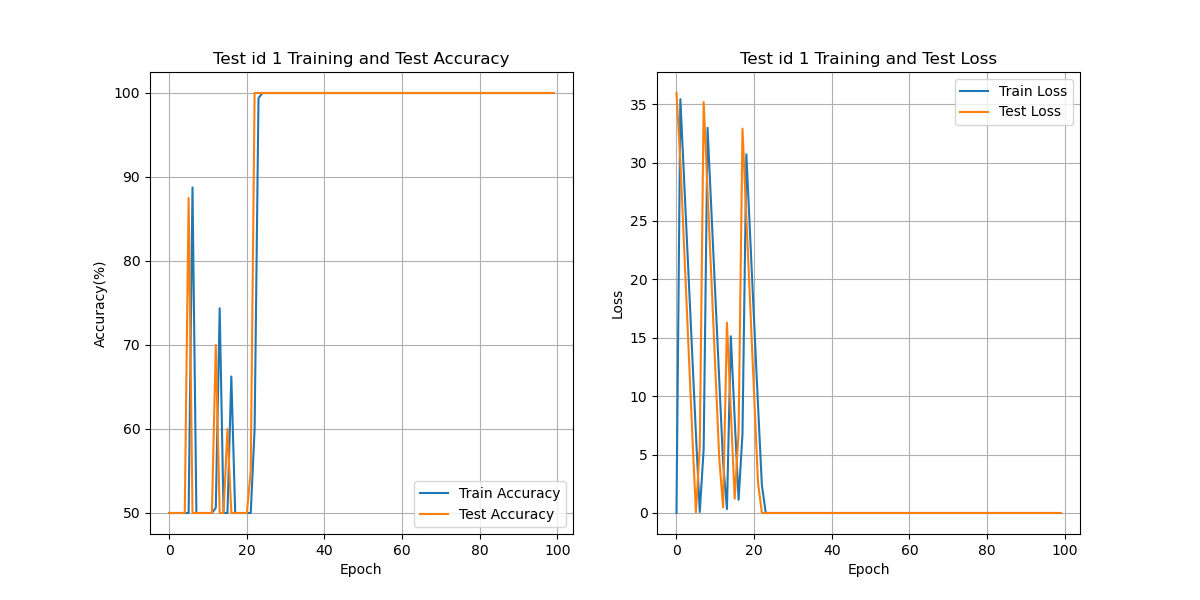 Test id 1 Training and Test Accuracy
Accuracy(%)
100
90
80
70
60
50
0
20
40
60
80
100
Epoch
Train Accuracy
Test Accuracy
Test id 1 Training and Test Loss
Loss
35
30
25
20
15
10
5
0
0
20
40
60
80
100
Epoch
Train Loss
Test Loss